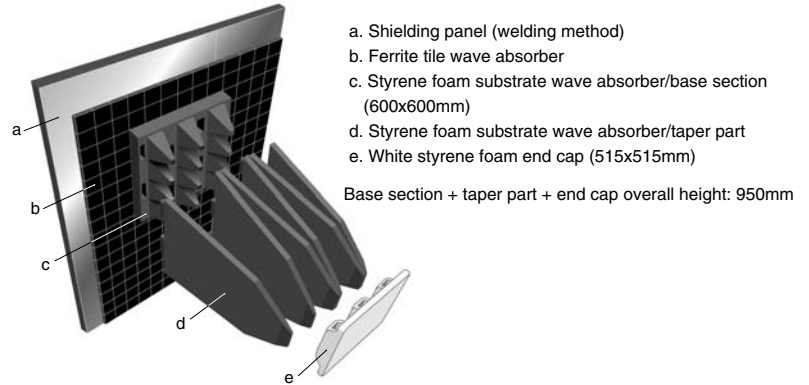 a. Shielding panel (welding method)
b. Ferrite tile wave absorber
c. Styrene foam substrate wave absorber/base section
(600x600mm)
d. Styrene foam substrate wave absorber/taper part
e. White styrene foam end cap (515x515mm)
Base section + taper part + end cap overall height: 950mm
a
b
c
d
e